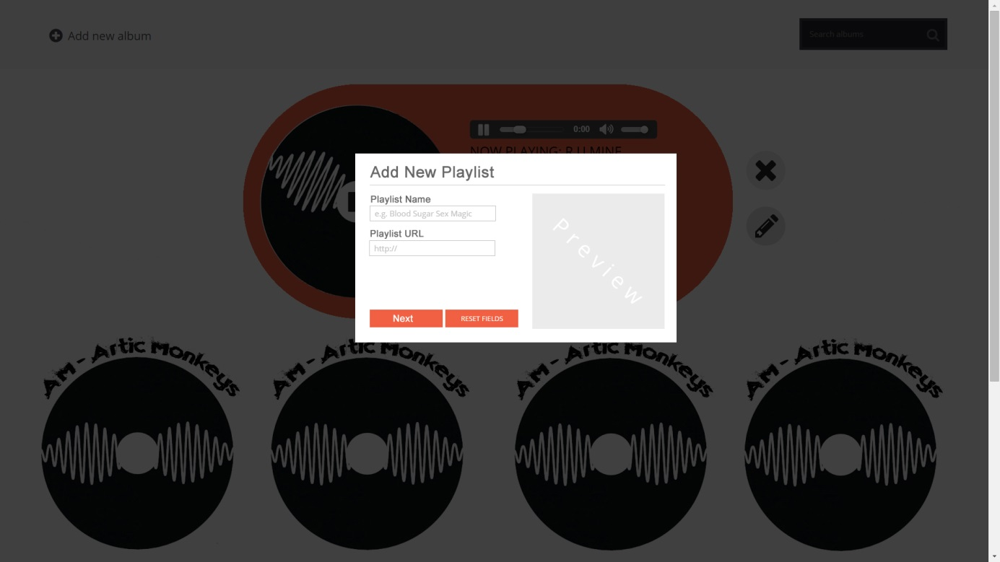 Add new album
Search albums
0:00
NOW PLAYING: R U MINE
Add New Playlist
Playlist Name
e.g. Blood Sugar Sex Magic
Playlist URL
http://
Preview
Next
RESET FIELDS
AM - Artic Monkeys
AM - Artic Monkeys
AM - Artic Monkeys
AM - Artic Monkeys